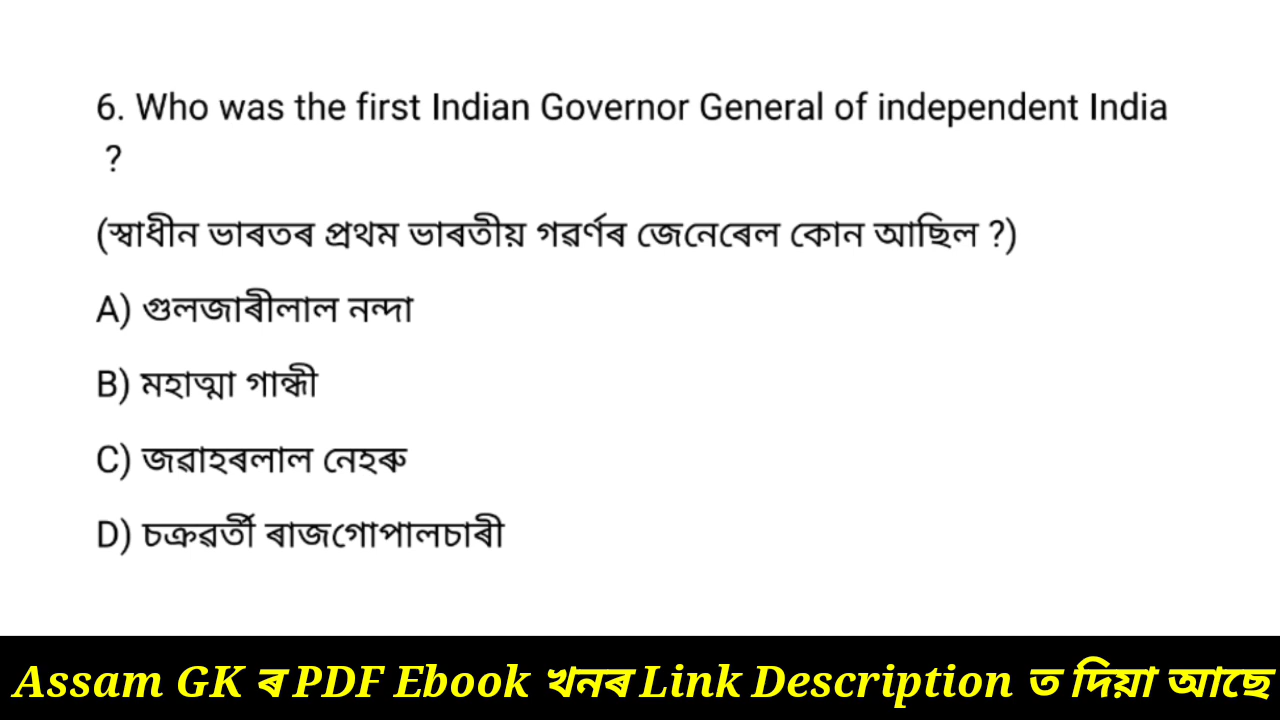 6. Who was the first Indian Governor General of independent India
?
(স্বাধীন ভাৰতৰ প্ৰথম ভাৰতীয় গৱৰ্ণৰ জেনেৰেল কোন আছিল ?)
A) গুলজাৰীলাল নন্দা
B) মহাত্মা গান্ধী
C) জৱাহৰলাল নেহৰু
D) চক্ৰৱৰ্তী ৰাজগোপালচাৰী
Assam GK ৰ PDF Ebook খনৰ Link Description ত দিয়া আছে